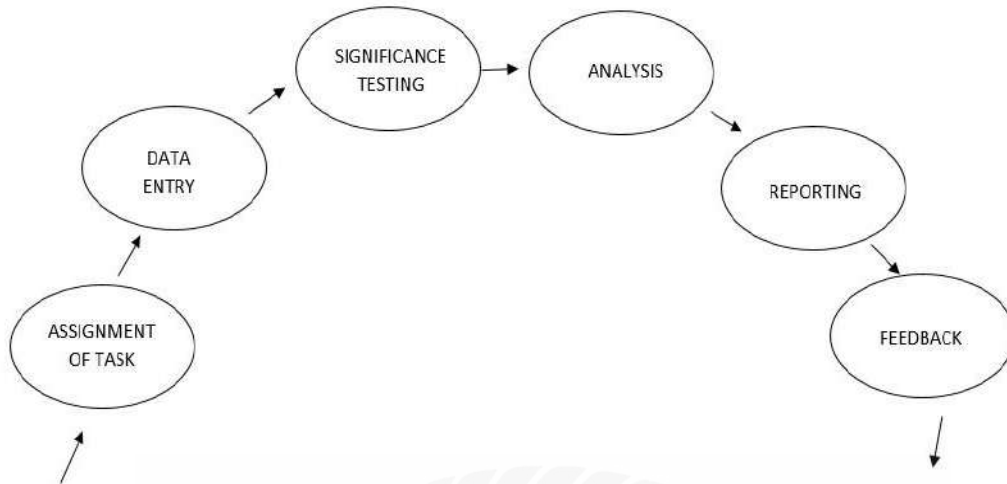 SIGNIFICANCE
TESTING
ANALYSIS
DATA
ENTRY
REPORTING
ASSIGNMENT
OF TASK
FEEDBACK